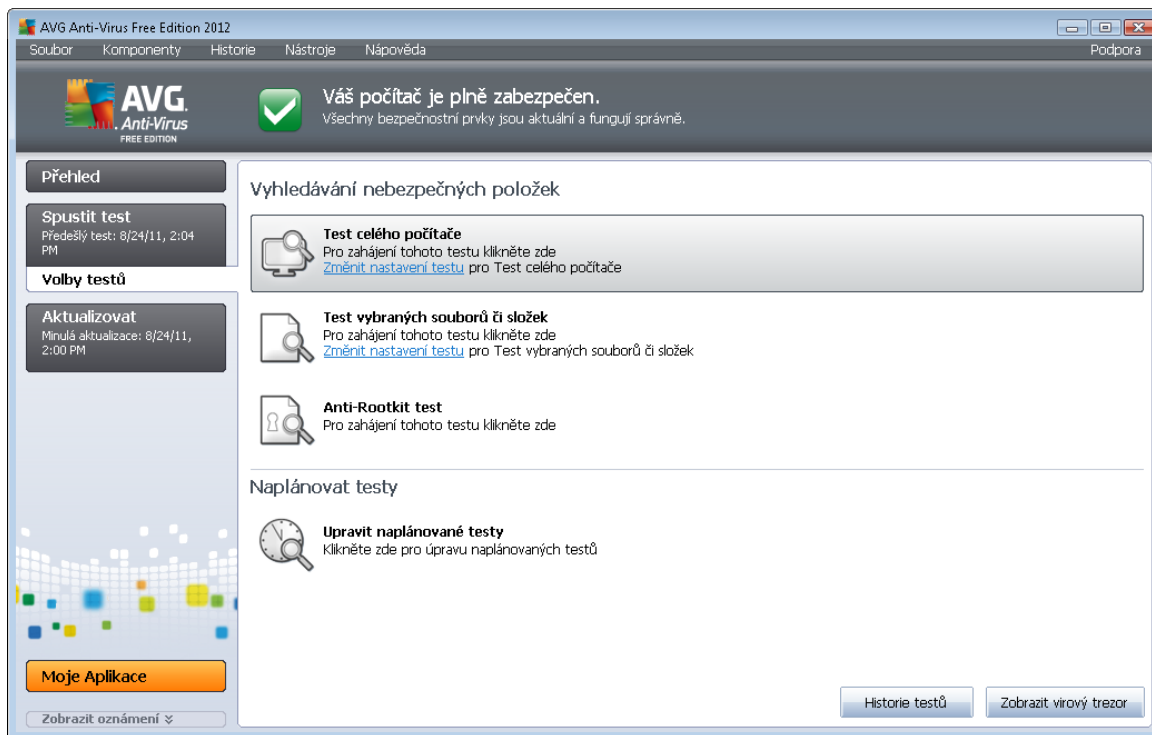 AVG Anti-Virus Free Edition 2012
Soubor Komponenty Historie Nástroje Nápověda Podpora
AVG.
Anti-Virus
FREE EDITION
Váš počítač je plně zabezpečen.
Všechny bezpečnostní prvky jsou aktuální a fungují správně.
Přehled
Spustit test
Předešlý test: 8/24/11, 2:04
PM
Volby testů
Aktualizovat
Minulá aktualizace: 8/24/11,
2:00 PM
Moje Aplikace
Zobrazit oznámení
Vyhledávání nebezpečných položek
Test celého počítače
Pro zahájení tohoto testu klikněte zde
Změnit nastavení testu pro Test celého počítače
Test vybraných souborů či složek
Pro zahájení tohoto testu klikněte zde
Změnit nastavení testu pro Test vybraných souborů či složek
Anti-Rootkit test
Pro zahájení tohoto testu klikněte zde
Naplánovat testy
Upravit naplánované testy
Klikněte zde pro úpravu naplánovaných testů
Historie testů
Zobrazit virový trezor